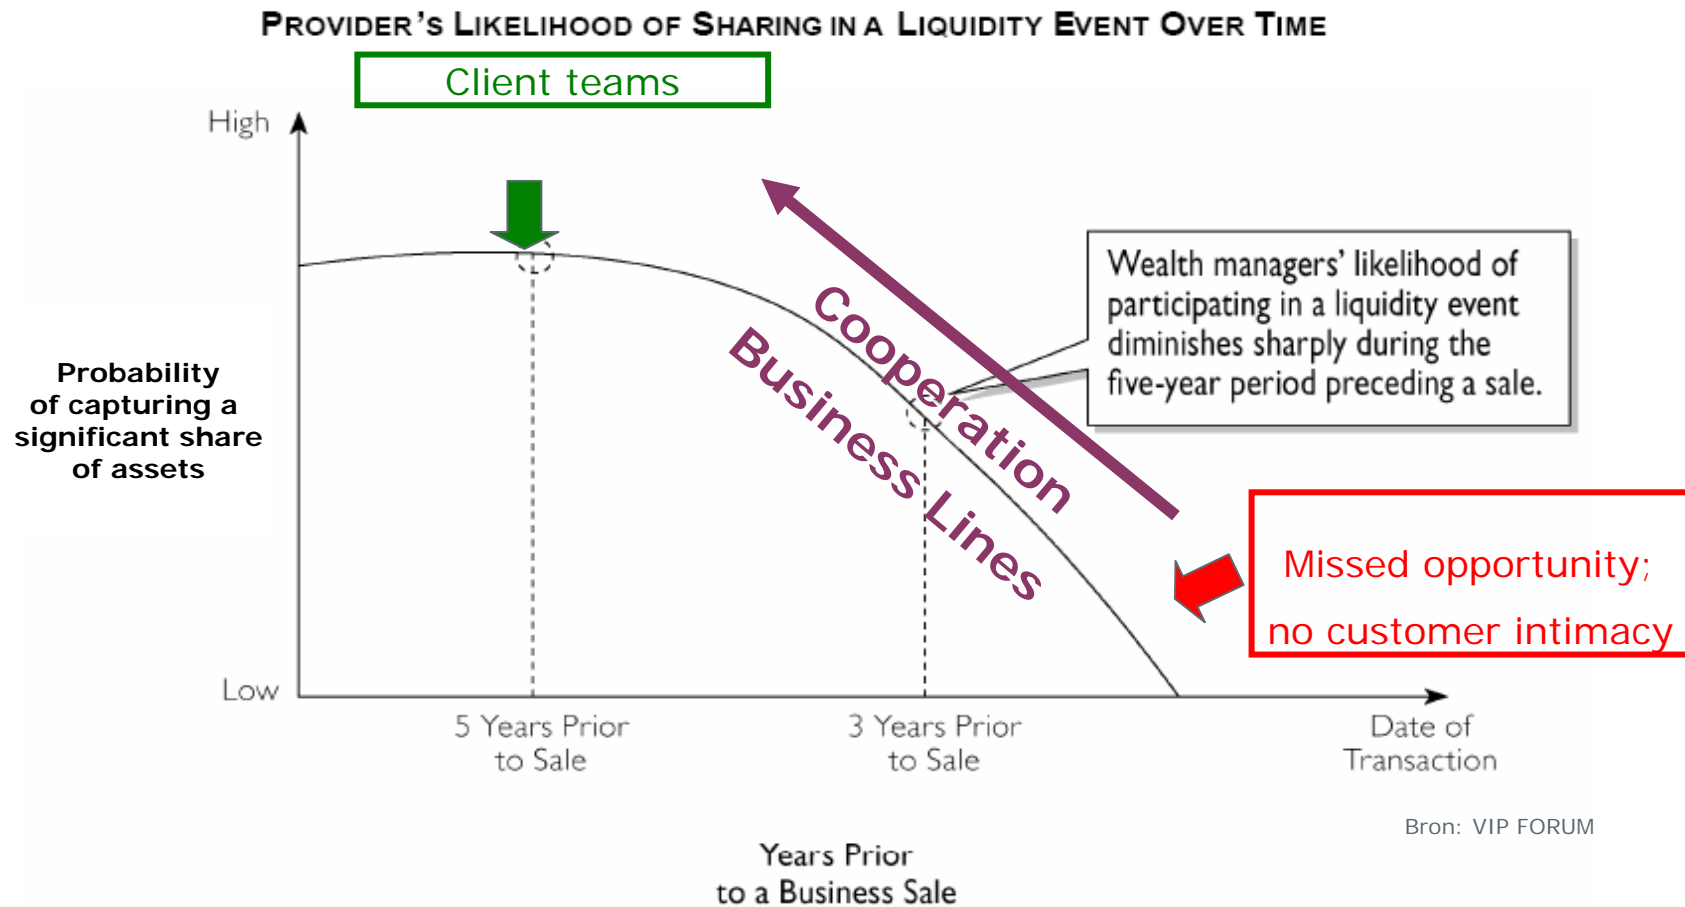 PROVIDER'S LIKELIHOOD OF SHARING IN A LIQUIDITY EVENT OVER TIME
Client teams
High
Cooperation
Business Lines
Wealth managers' likelihood of
participating in a liquidity event
diminishes sharply during the
five-year period preceding a sale.
Probability
of capturing a
significant share
of assets
Missed opportunity;
no customer intimacy
Low
5 Years Prior
to Sale
3 Years Prior
to Sale
Date of
Transaction
Bron: VIP FORUM
Years Prior
to a Business Sale